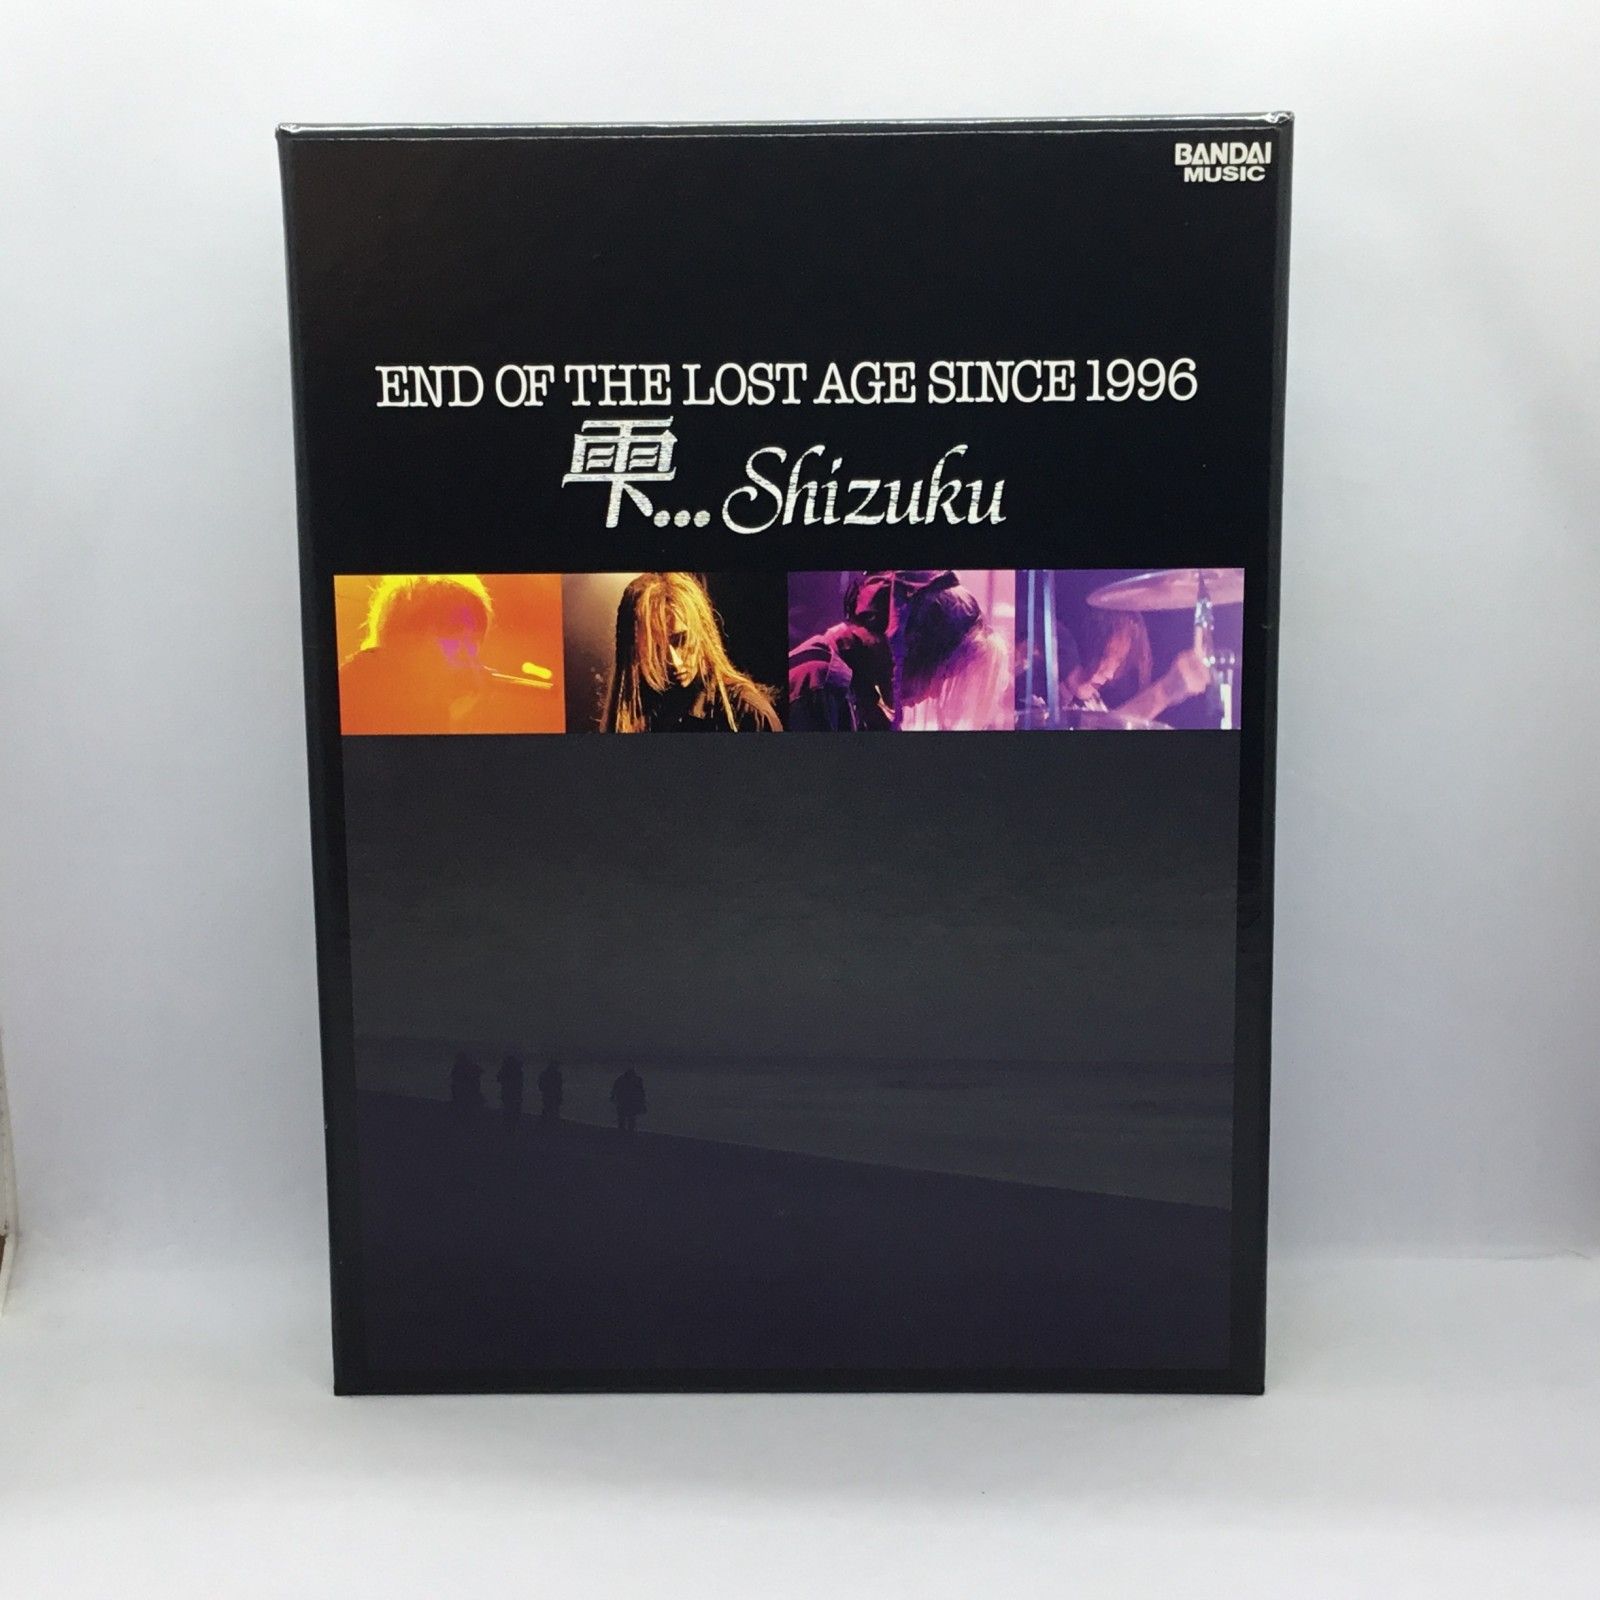 BANDAI
MUSIC
END OF THE LOST AGE SINCE 1996
雫...Shizuku